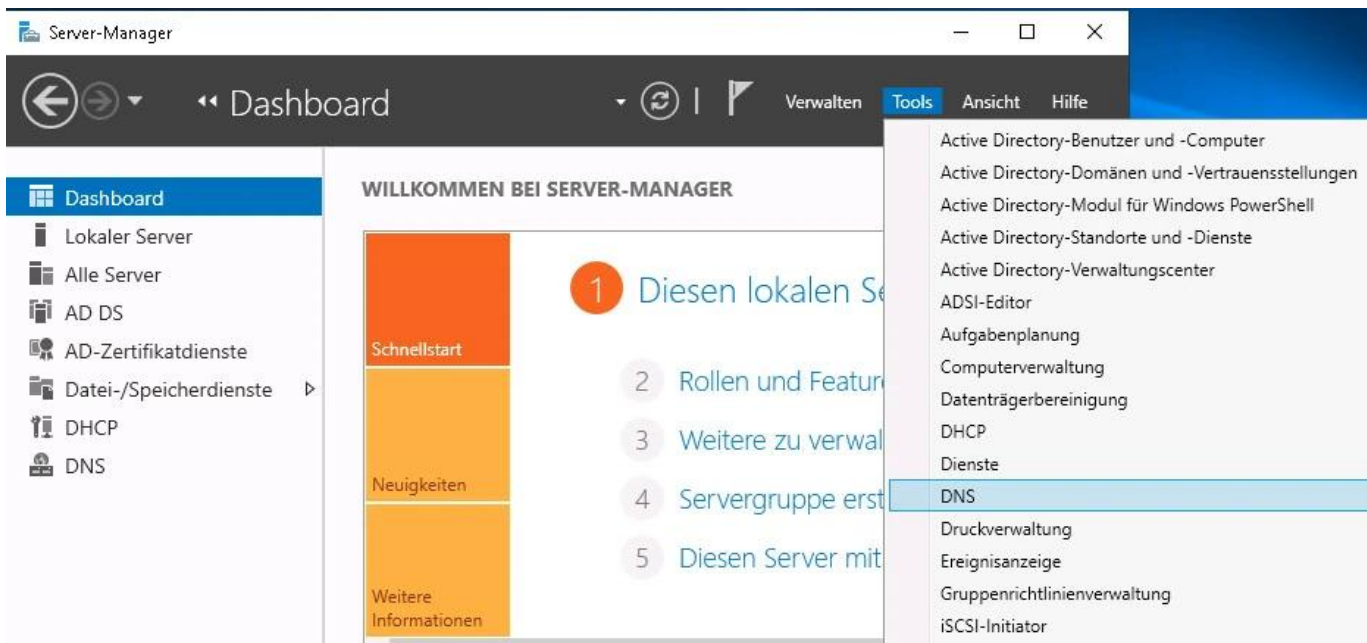 Server-Manager
Dashboard
Verwalten Tools Ansicht Hilfe
Dashboard
Lokaler Server
Alle Server
AD DS
AD-Zertifikatdienste
Datei-/Speicherdienste
DHCP
DNS
WILLKOMMEN BEI SERVER-MANAGER
Schnellstart
Neuigkeiten
Weitere
Informationen
1 Diesen lokalen Se
2 Rollen und Featur
3 Weitere zu verwal
4 Servergruppe erst
5 Diesen Server mit
Active Directory-Benutzer und -Computer
Active Directory-Domänen und -Vertrauensstellungen
Active Directory-Modul für Windows PowerShell
Active Directory-Standorte und -Dienste
Active Directory-Verwaltungscenter
ADSI-Editor
Aufgabenplanung
Computerverwaltung
Datenträgerbereinigung
DHCP
Dienste
DNS
Druckverwaltung
Ereignisanzeige
Gruppenrichtlinienverwaltung
iSCSI-Initiator